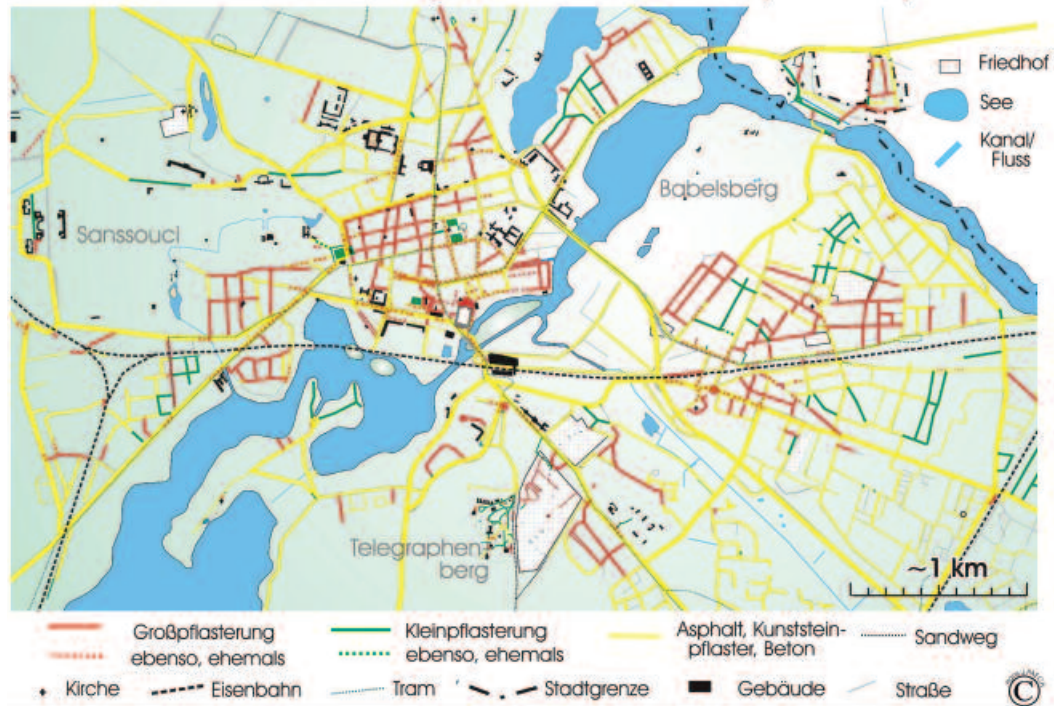 Friedhof
See
Kanal/
Fluss
Babelsberg
Sanssouci
Telegraphen
berg
~1 km
Großpflasterung
ebenso, ehemals
Kleinpflasterung
ebenso, ehemals
Asphalt, Kunststein-
pflaster, Beton
Sandweg
Kirche
Eisenbahn
Tram
Stadtgrenze
Gebäude
Straße
©